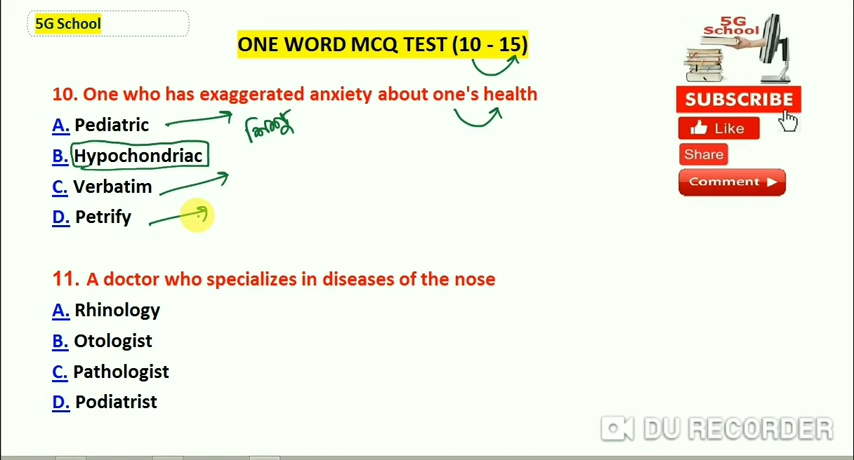 5G School
ONE WORD MCQ TEST (10 - 15)
10. One who has exaggerated anxiety about one's health
A. Pediatric
B. Hypochondriac
C. Verbatim
D. Petrify
11. A doctor who specializes in diseases of the nose
A. Rhinology
B. Otologist
C. Pathologist
D. Podiatrist
5G
School
SUBSCRIBE
Like
Share
Comment
DU RECORDER